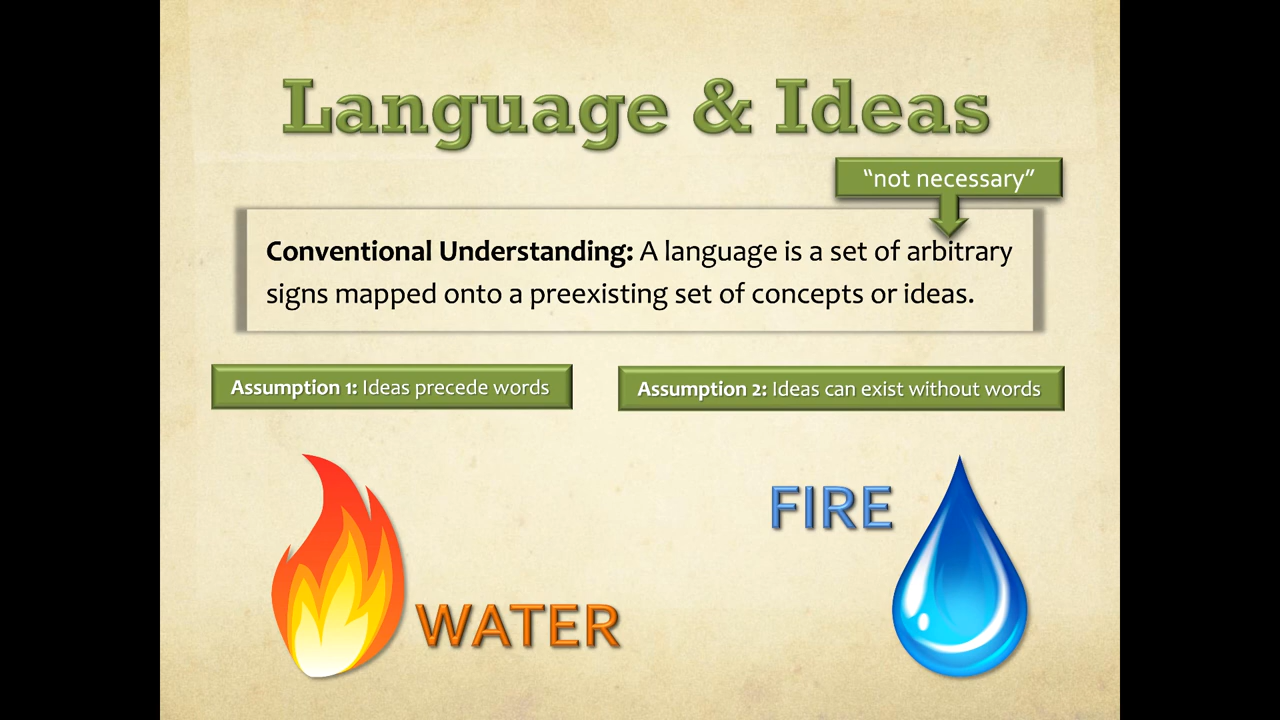 Language & Ideas
“not necessary”
Conventional Understanding: A language is a set of arbitrary
signs mapped onto a preexisting set of concepts or ideas.
Assumption 1: Ideas precede words
Assumption 2: Ideas can exist without words
FIRE
WATER